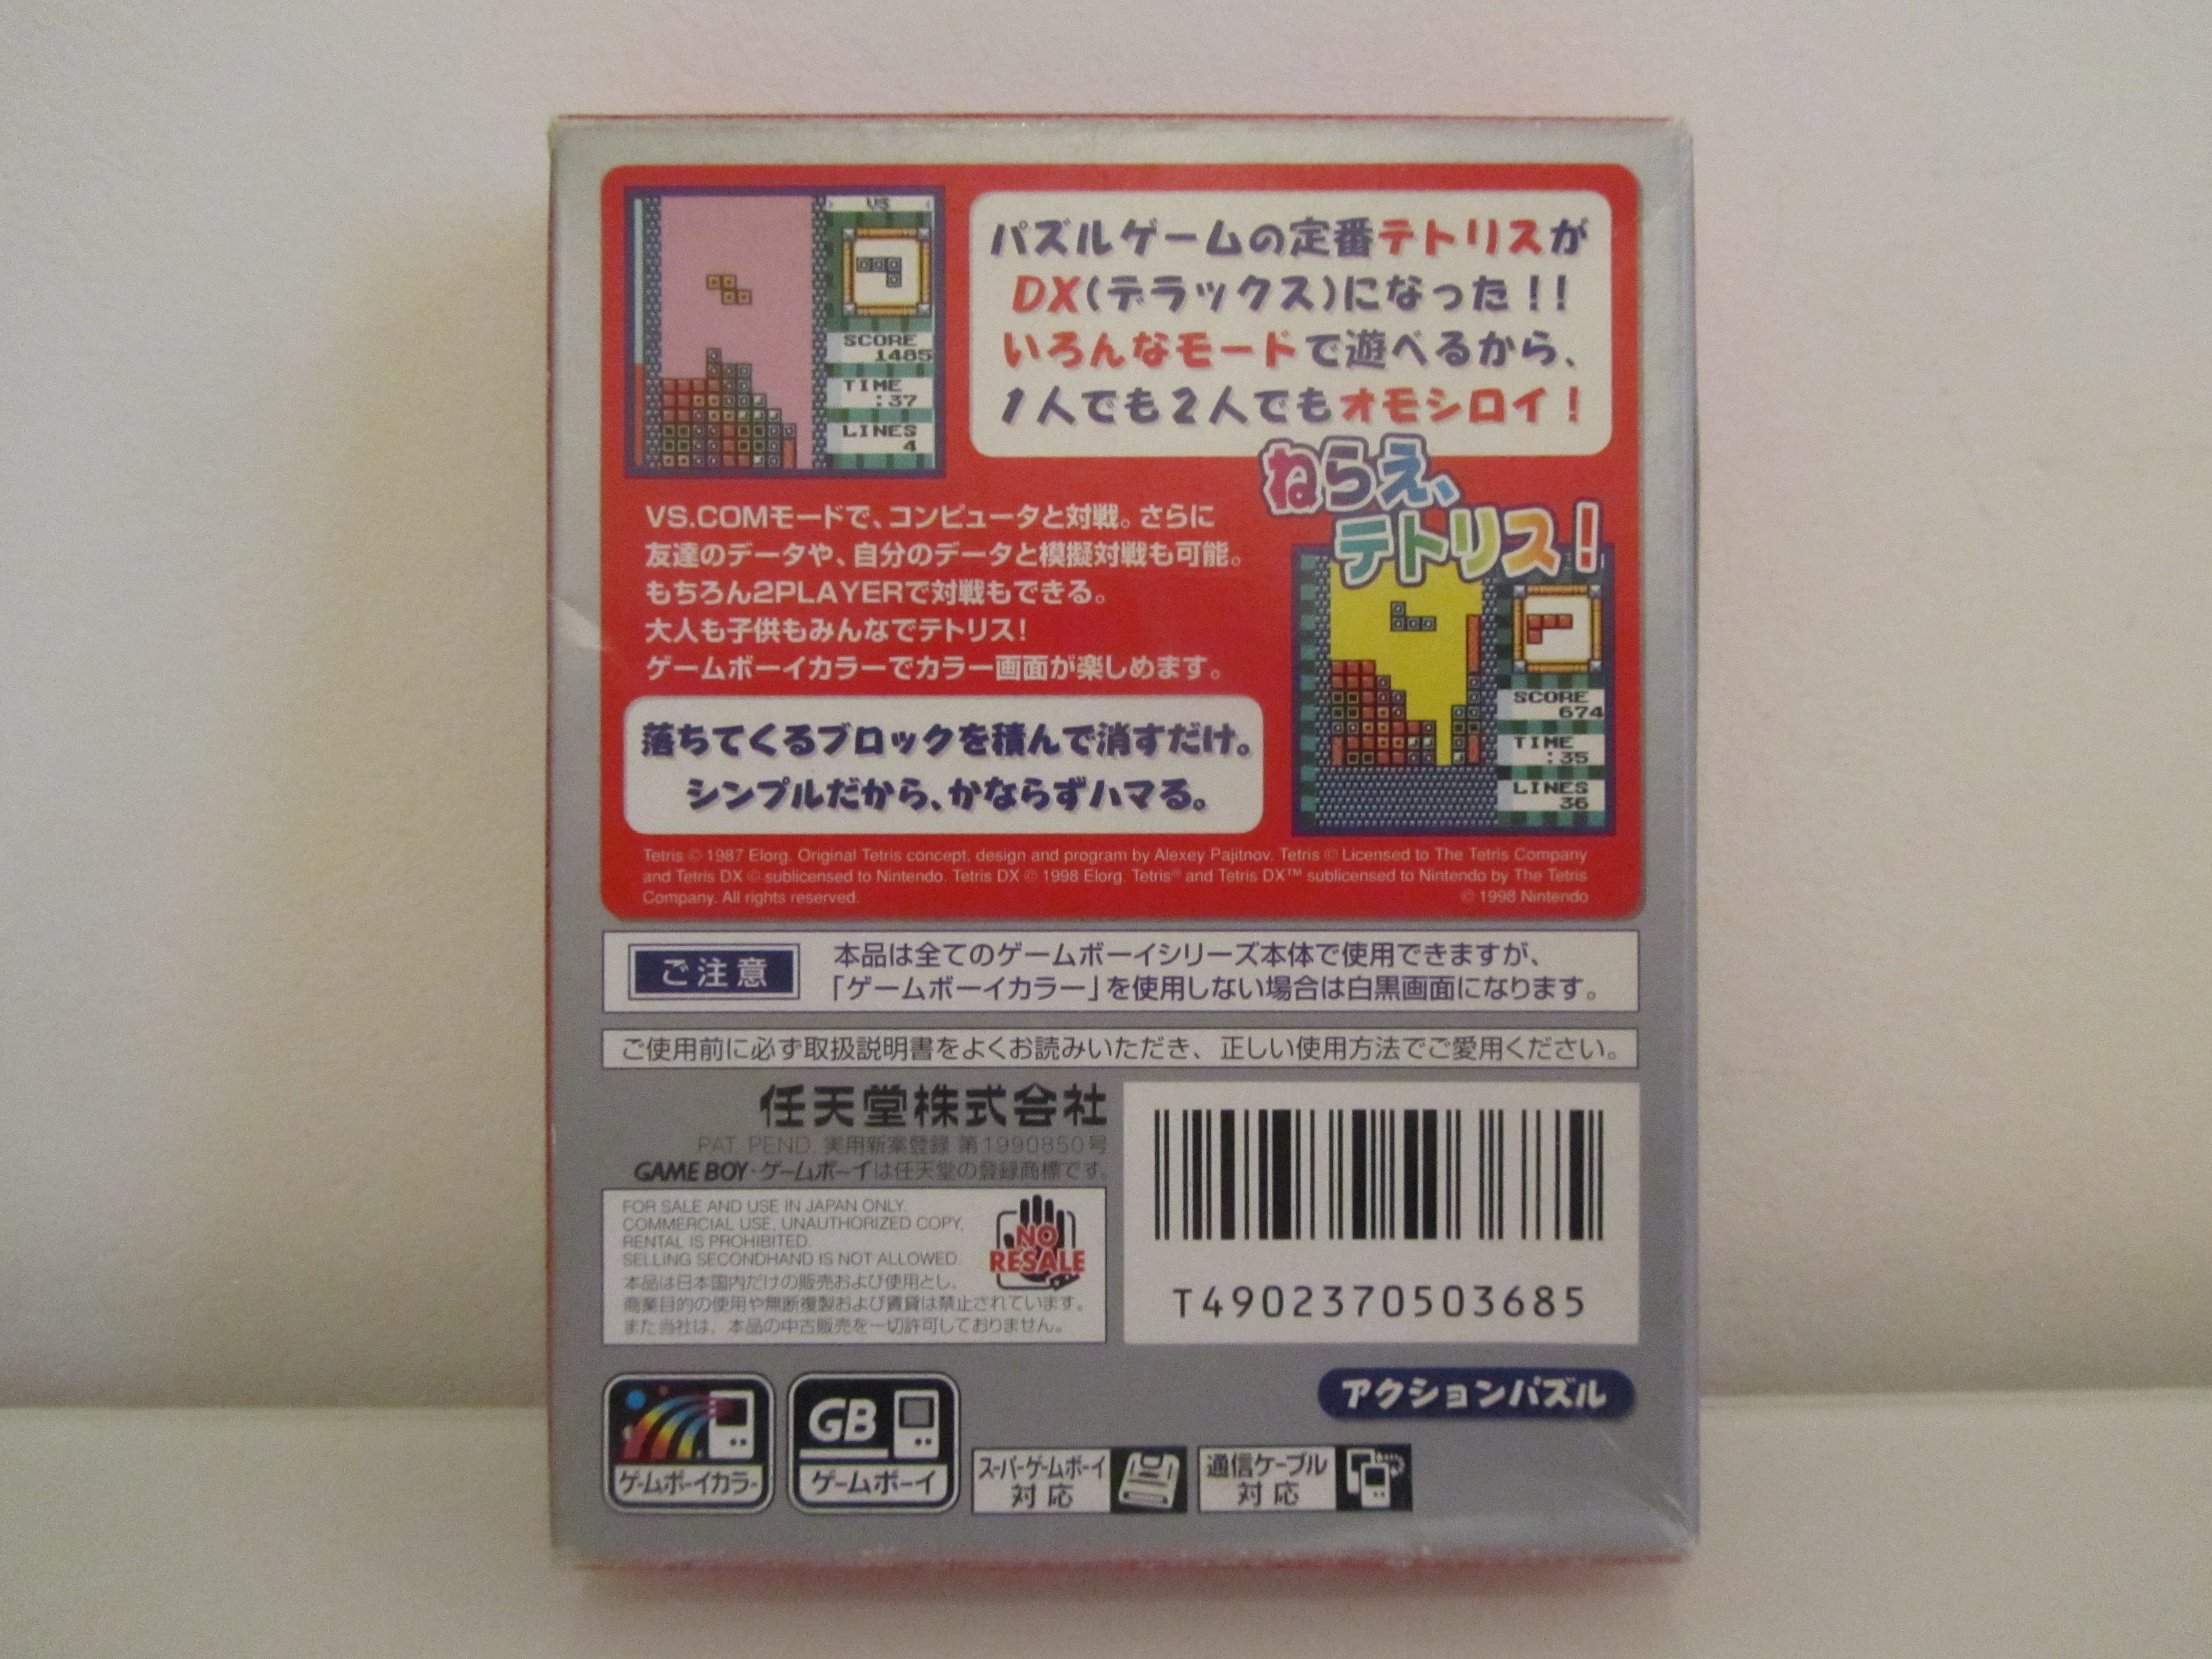 VS
SCORE
1485
TIME
:37
LINES
4
パズルゲームの定番テトリスが
DX(デラックス)になった!!
いろんなモードで遊べるから、
1人でも2人でもオモシロイ!
ねらえ、
テトリス!
VS.COMモードで、コンピュータと対戦。さらに
友達のデータや、自分のデータと模擬対戦も可能。
もちろん2PLAYERで対戦もできる。
大人も子供もみんなでテトリス!
ゲームボーイカラーでカラー画面が楽しめます。
SCORE
674
TIME
:35
LINES
36
落ちてくるブロックを積んで消すだけ。
シンプルだから、かならずハマる。
Tetris © 1987 Elorg. Original Tetris concept, design and program by Alexey Pajitnov. Tetris © Licensed to The Tetris Company
and Tetris DX © sublicensed to Nintendo. Tetris DX © 1998 Elorg. Tetris® and Tetris DX™ sublicensed to Nintendo by The Tetris
Company. All rights reserved.
© 1998 Nintendo
ご注意
本品は全てのゲームボーイシリーズ本体で使用できますが、
「ゲームボーイカラー」を使用しない場合は白黒画面になります。
ご使用前に必ず取扱説明書をよくお読みいただき、正しい使用方法でご愛用ください。
任天堂株式会社
PAT. PEND. 実用新案登録 第1990850号
GAME BOY・ゲームボーイは任天堂の登録商標です。
FOR SALE AND USE IN JAPAN ONLY.
COMMERCIAL USE, UNAUTHORIZED COPY,
RENTAL IS PROHIBITED.
SELLING SECONDHAND IS NOT ALLOWED.
本品は日本国内だけの販売および使用とし、
商業目的の使用や無断複製および賃貸は禁止されています。
また当社は、本品の中古販売を一切許可しておりません。
NO
RESALE
T4902370503685
アクションパズル
ゲームボーイカラー
GB
ゲームボーイ
スーパーゲームボーイ
対応
通信ケーブル
対応